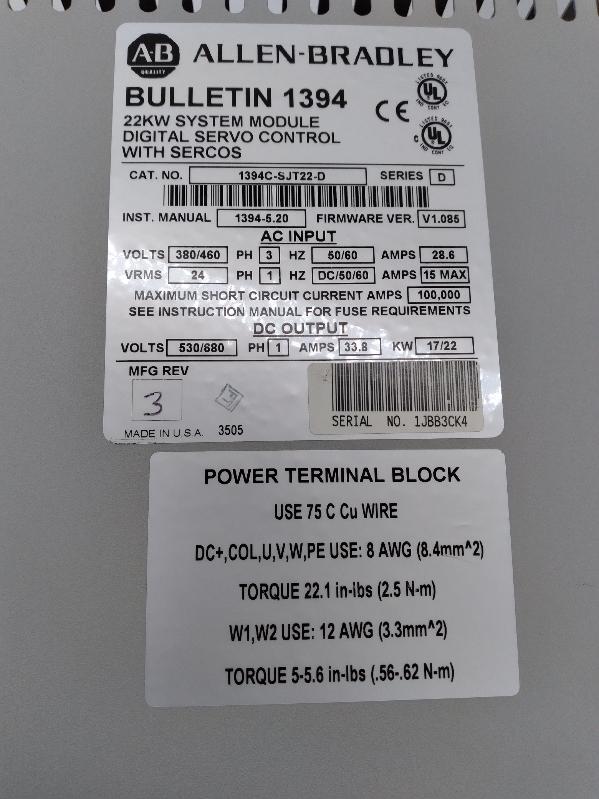 A-B
QUALITY
ALLEN-BRADLEY
BULLETIN 1394
22KW SYSTEM MODULE
DIGITAL SERVO CONTROL
WITH SERCOS
CE
UL
UL
CAT. NO. 1394C-SJT22-D SERIES D
INST. MANUAL 1394-5.20 FIRMWARE VER. V1.085
AC INPUT
VOLTS 380/460 PH 3 HZ 50/60 AMPS 28.6
VRMS 24 PH 1 HZ DC/50/60 AMPS 15 MAX
MAXIMUM SHORT CIRCUIT CURRENT AMPS 100,000
SEE INSTRUCTION MANUAL FOR FUSE REQUIREMENTS
DC OUTPUT
VOLTS 530/680 PH 1 AMPS 33.8 KW 17/22
MFG REV
3
MADE IN U.S.A. 3505
SERIAL NO. 1JBB3CK4
POWER TERMINAL BLOCK
USE 75 C Cu WIRE
DC+,COL,U,V,W,PE USE: 8 AWG (8.4mm^2)
TORQUE 22.1 in-lbs (2.5 N-m)
W1,W2 USE: 12 AWG (3.3mm^2)
TORQUE 5-5.6 in-lbs (.56-.62 N-m)